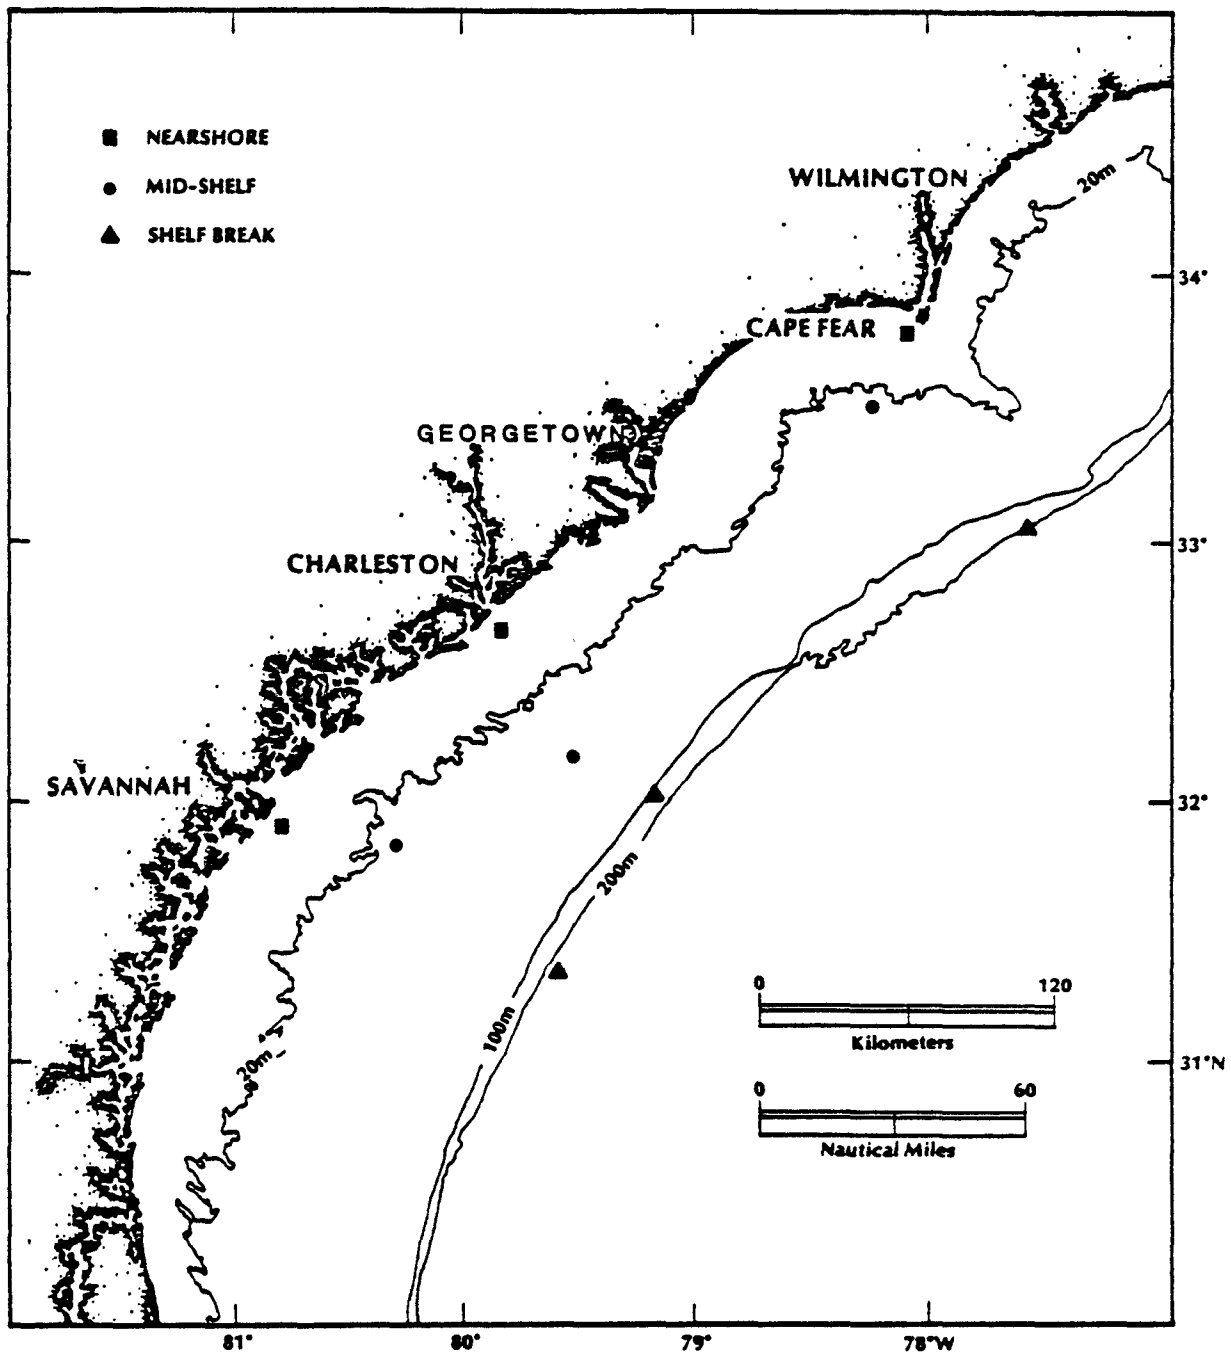 NEARSHORE
MID-SHELF
SHELF BREAK
WILMINGTON
20m
34°
CAPE FEAR
GEORGETOWN
33°
CHARLESTON
SAVANNAH
32°
200m
0 120
100m
Kilometers
20m
31°N
0 60
Nautical Miles
81° 80° 79° 78°W